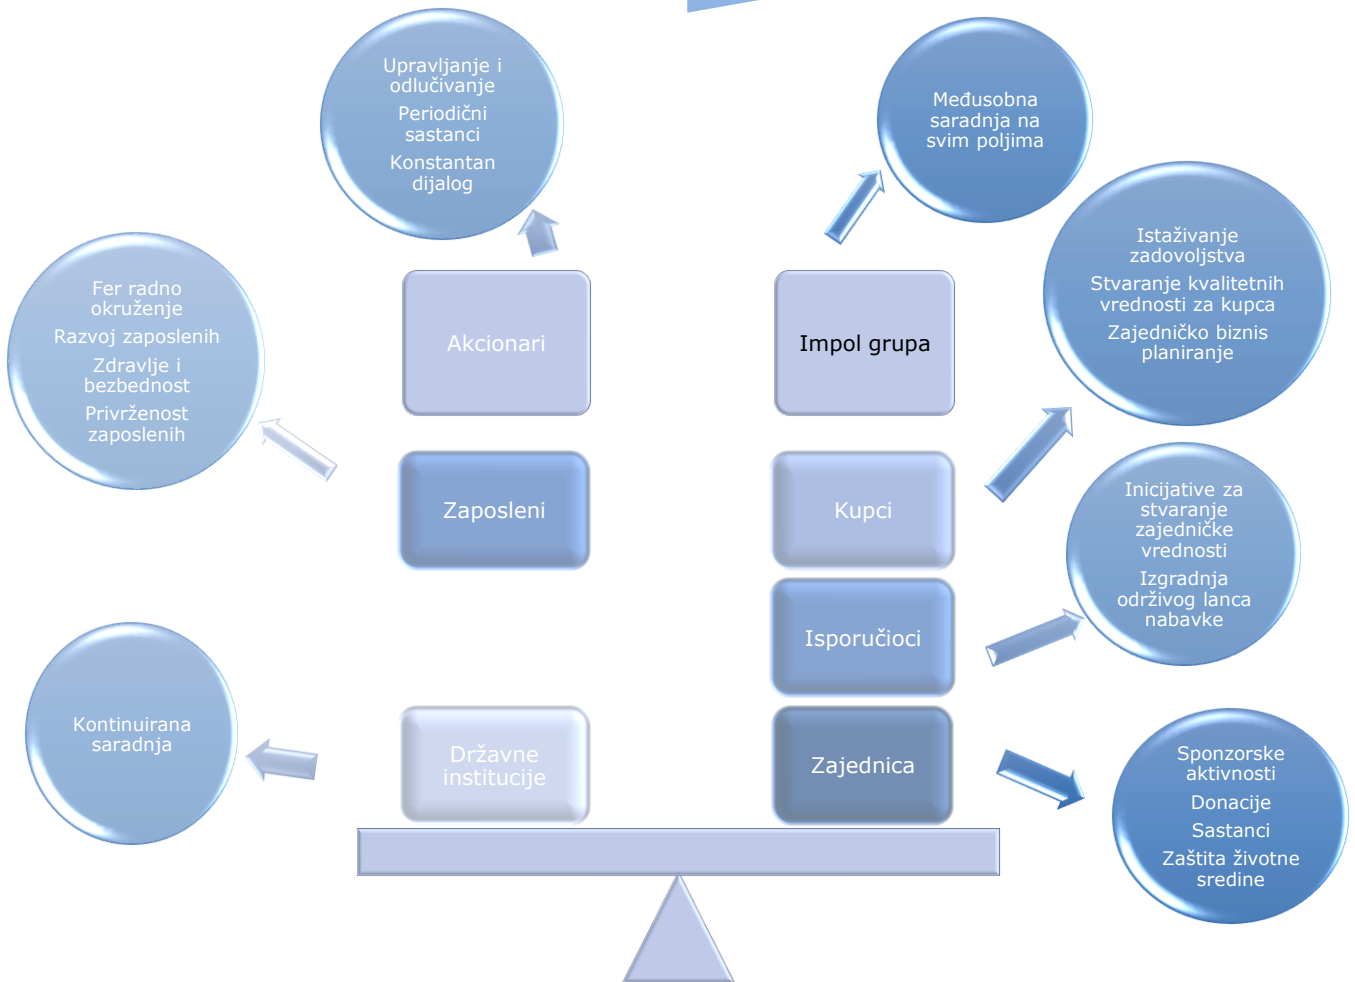 Upravljanje i
odlučivanje
Periodični
sastanci
Konstantan
dijalog
Međusobna
saradnja na
svim poljima
Fer radno
okruženje
Razvoj zaposlenih
Zdravlje i
bezbednost
Privrženost
zaposlenih
Akcionari
Impol grupa
Istaživanje
zadovoljstva
Stvaranje kvalitetnih
vrednosti za kupca
Zajedničko biznis
planiranje
Zaposleni
Kupci
Inicijative za
stvaranje
zajedničke
vrednosti
Izgradnja
održivog lanca
nabavke
Isporučioci
Kontinuirana
saradnja
Državne
institucije
Zajednica
Sponzorske
aktivnosti
Donacije
Sastanci
Zaštita životne
sredine